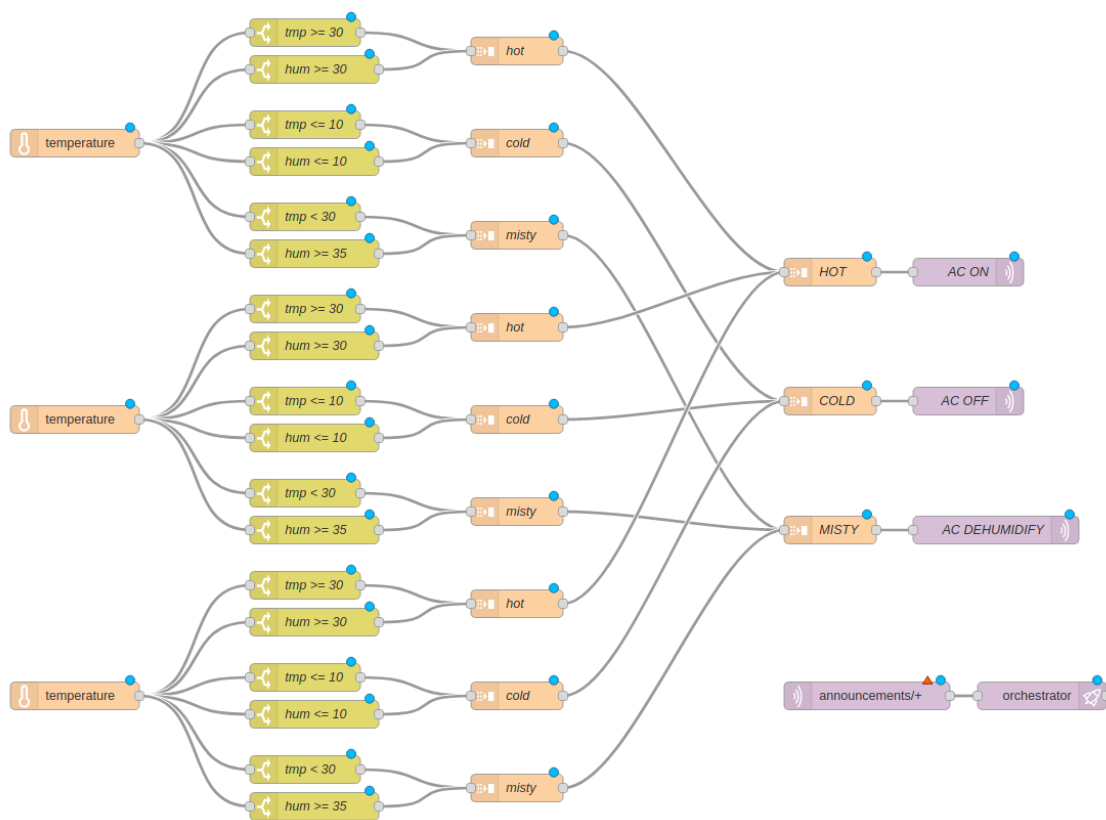 temperature
tmp >= 30
hum >= 30
hot
tmp <= 10
hum <= 10
cold
tmp < 30
hum >= 35
misty
temperature
tmp >= 30
hum >= 30
hot
tmp <= 10
hum <= 10
cold
tmp < 30
hum >= 35
misty
temperature
tmp >= 30
hum >= 30
hot
tmp <= 10
hum <= 10
cold
tmp < 30
hum >= 35
misty
HOT
AC ON
COLD
AC OFF
MISTY
AC DEHUMIDIFY
announcements/+
orchestrator